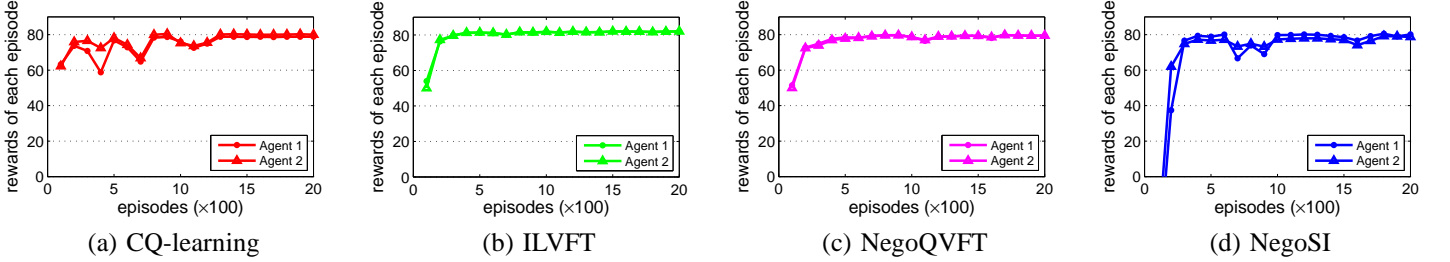 rewards of each episode
100
80
60
40
20
0
Agent 1
Agent 2
0 5 10 15 20
episodes (×100)
(a) CQ-learning
rewards of each episode
100
80
60
40
20
0
Agent 1
Agent 2
0 5 10 15 20
episodes (×100)
(b) ILVFT
rewards of each episode
100
80
60
40
20
0
Agent 1
Agent 2
0 5 10 15 20
episodes (×100)
(c) NegoQVFT
rewards of each episode
100
80
60
40
20
0
Agent 1
Agent 2
0 5 10 15 20
episodes (×100)
(d) NegoSI